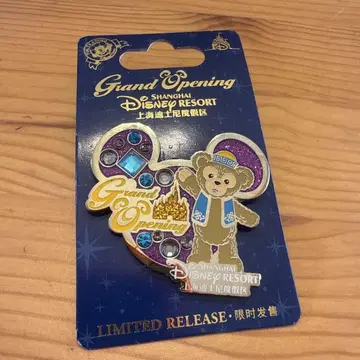 Grand Opening
SHANGHAI
DISNEY RESORT
上海迪士尼度假区
Grand
Opening
SHANGHAI
DISNEY RESORT
上海迪士尼度假区
LIMITED RELEASE • 限时发售